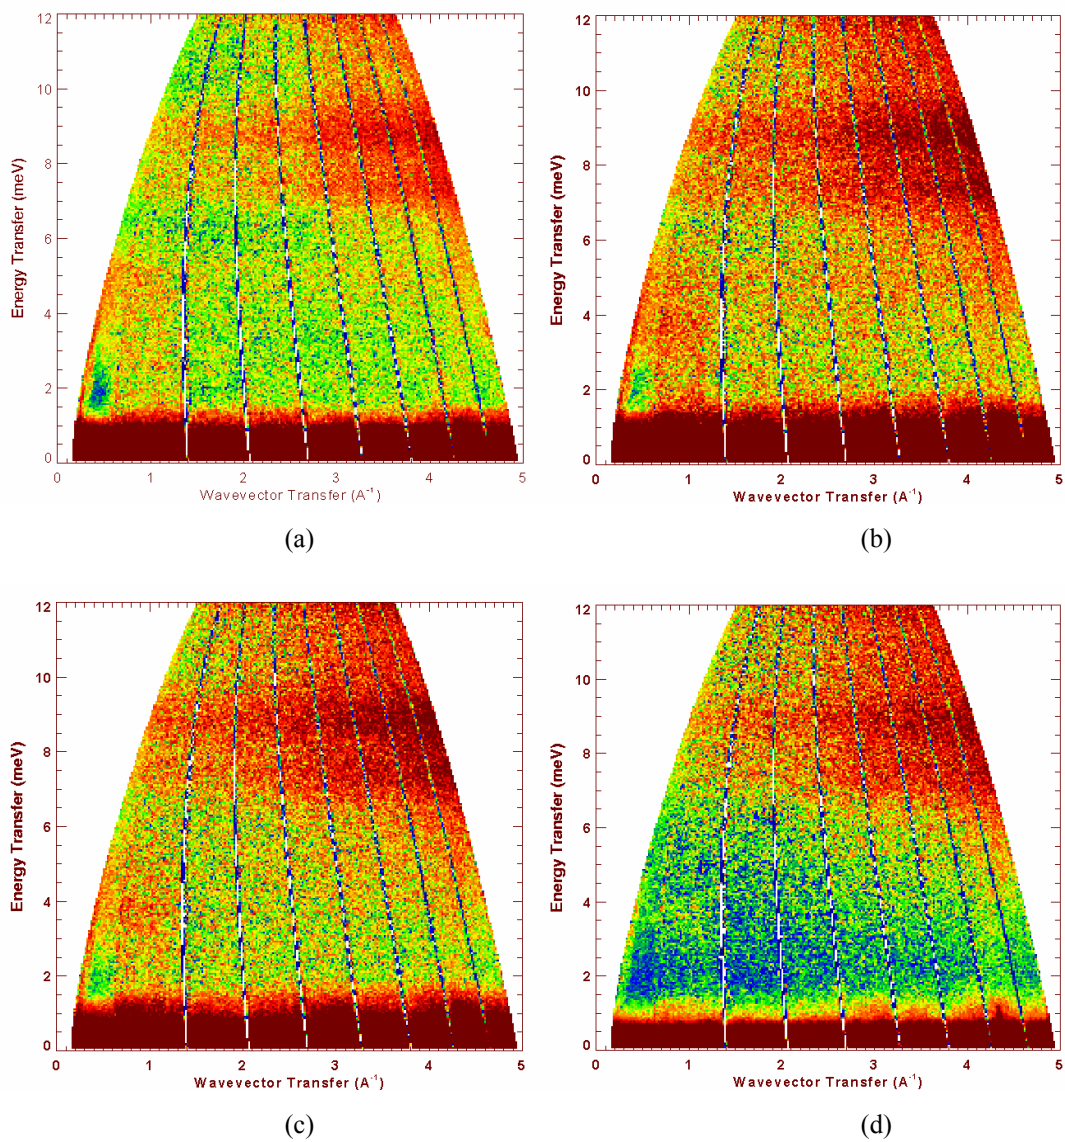 12
10
8
6
4
2
0
Energy Transfer (meV)
0 1 2 3 4 5
Wavevector Transfer (A⁻¹)
(a)
12
10
8
6
4
2
0
Energy Transfer (meV)
0 1 2 3 4 5
Wavevector Transfer (A⁻¹)
(b)
12
10
8
6
4
2
0
Energy Transfer (meV)
0 1 2 3 4 5
Wavevector Transfer (A⁻¹)
(c)
12
10
8
6
4
2
0
Energy Transfer (meV)
0 1 2 3 4 5
Wavevector Transfer (A⁻¹)
(d)